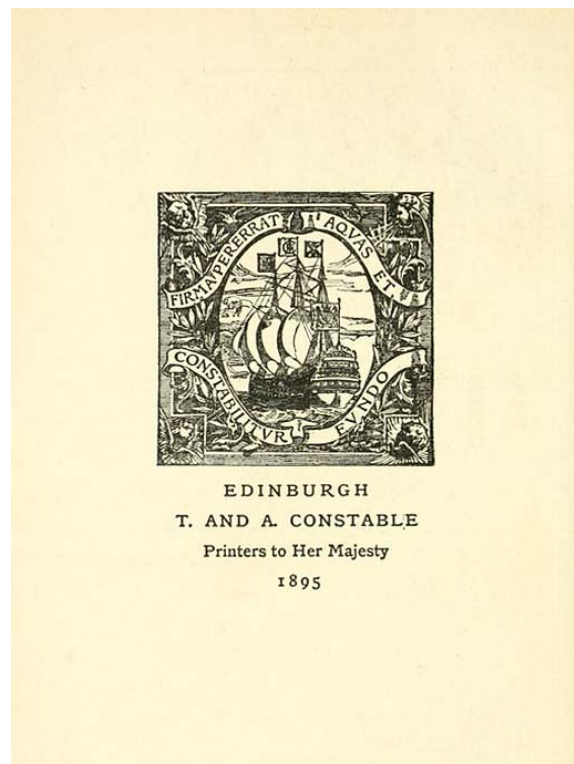 FIRMA PERERRAT AQVAS ET
CONSTABILITVR EVNDO
EDINBURGH
T. AND A. CONSTABLE
Printers to Her Majesty
1895